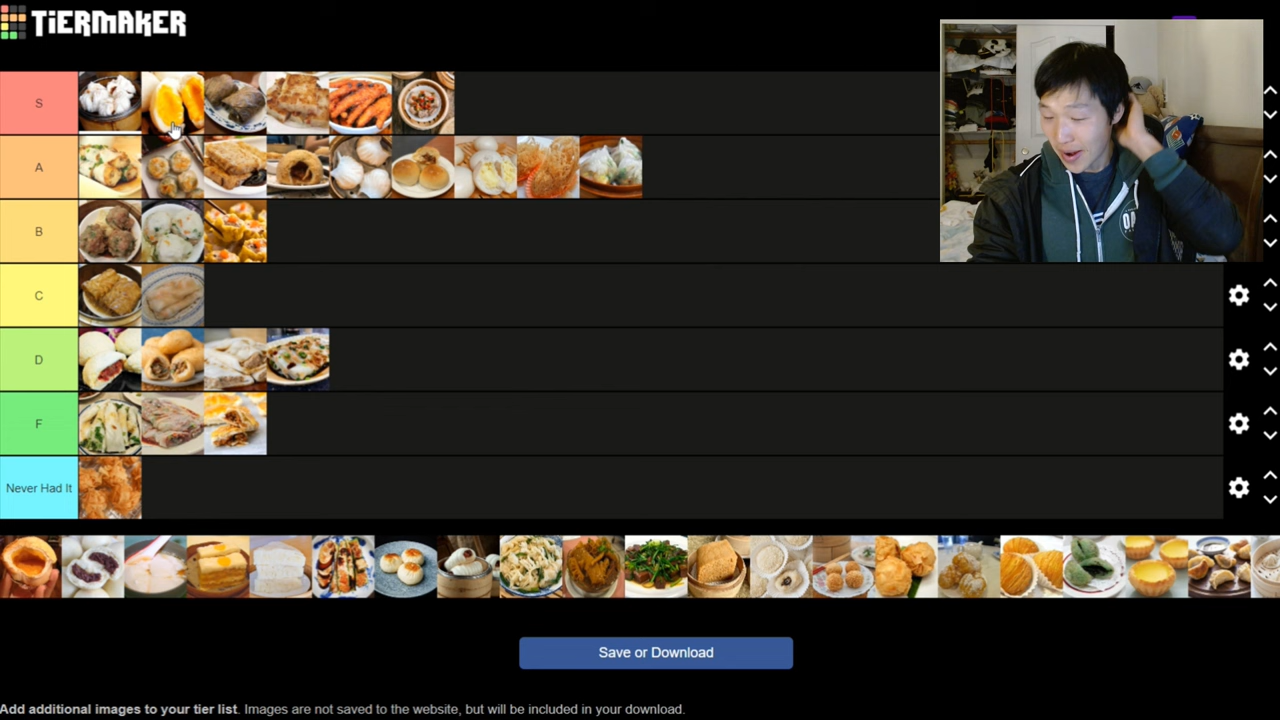 TiERMAKER
S
A
B
C
D
F
Never Had It
Save or Download
Add additional images to your tier list. Images are not saved to the website, but will be included in your download.